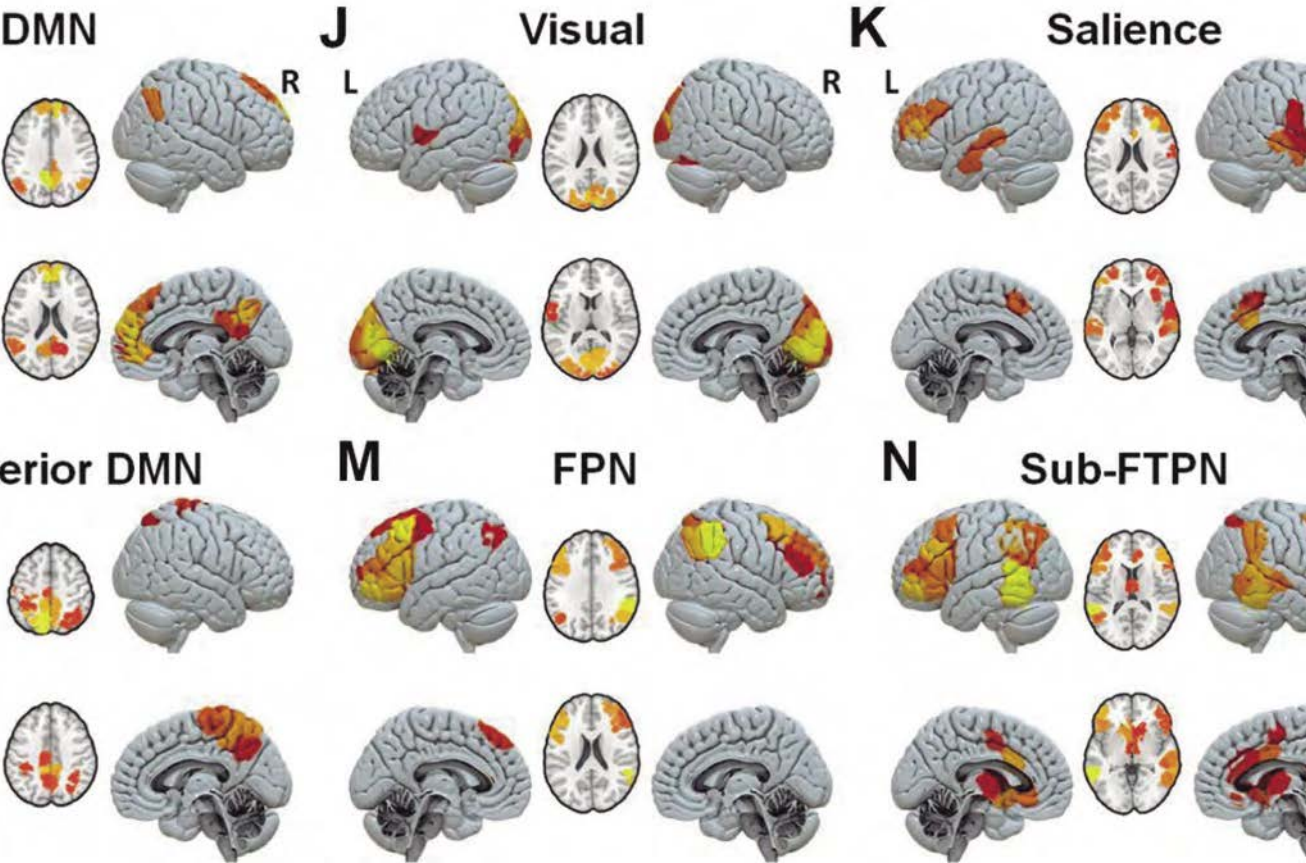 DMN
R
J Visual
L R
K Salience
L
erior DMN
M FPN
N Sub-FTPN